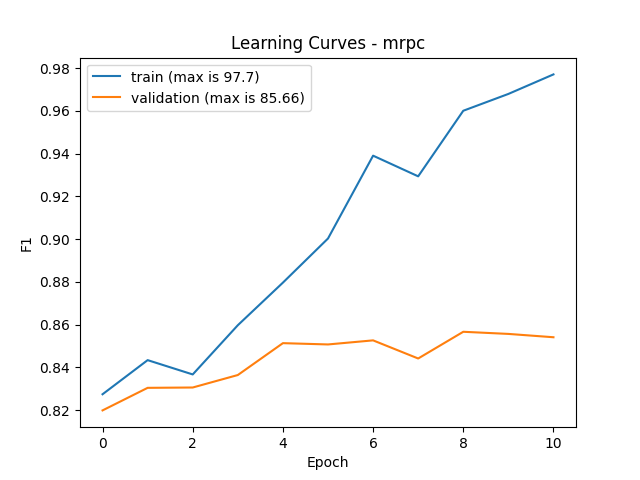 Learning Curves - mrpc
train (max is 97.7)
validation (max is 85.66)
0.98
0.96
0.94
0.92
0.90
0.88
0.86
0.84
0.82
F1
0 2 4 6 8 10
Epoch